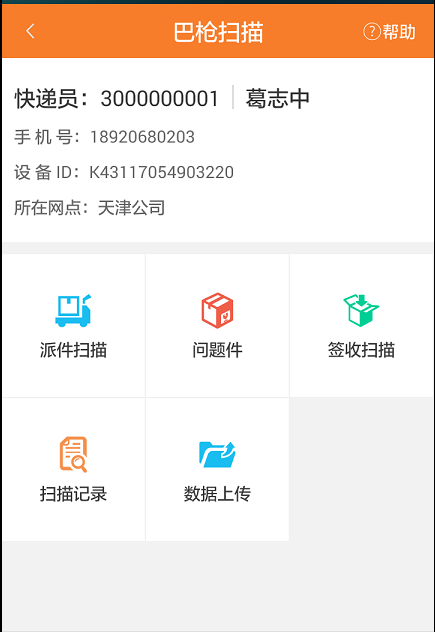 巴枪扫描
帮助
快递员：3000000001 葛志中
手 机 号：18920680203
设 备 ID：K43117054903220
所在网点：天津公司
派件扫描 问题件 签收扫描
扫描记录 数据上传